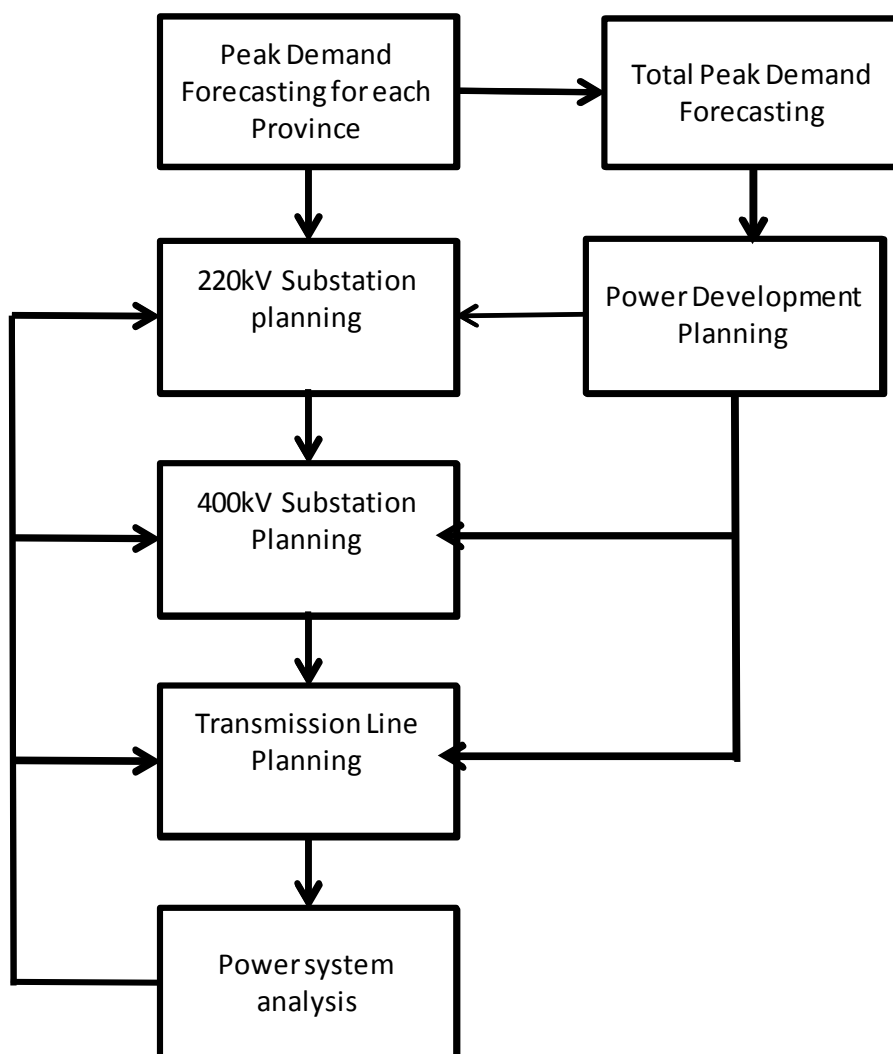 Peak Demand
Forecasting for each
Province
Total Peak Demand
Forecasting
220kV Substation
planning
Power Development
Planning
400kV Substation
Planning
Transmission Line
Planning
Power system
analysis